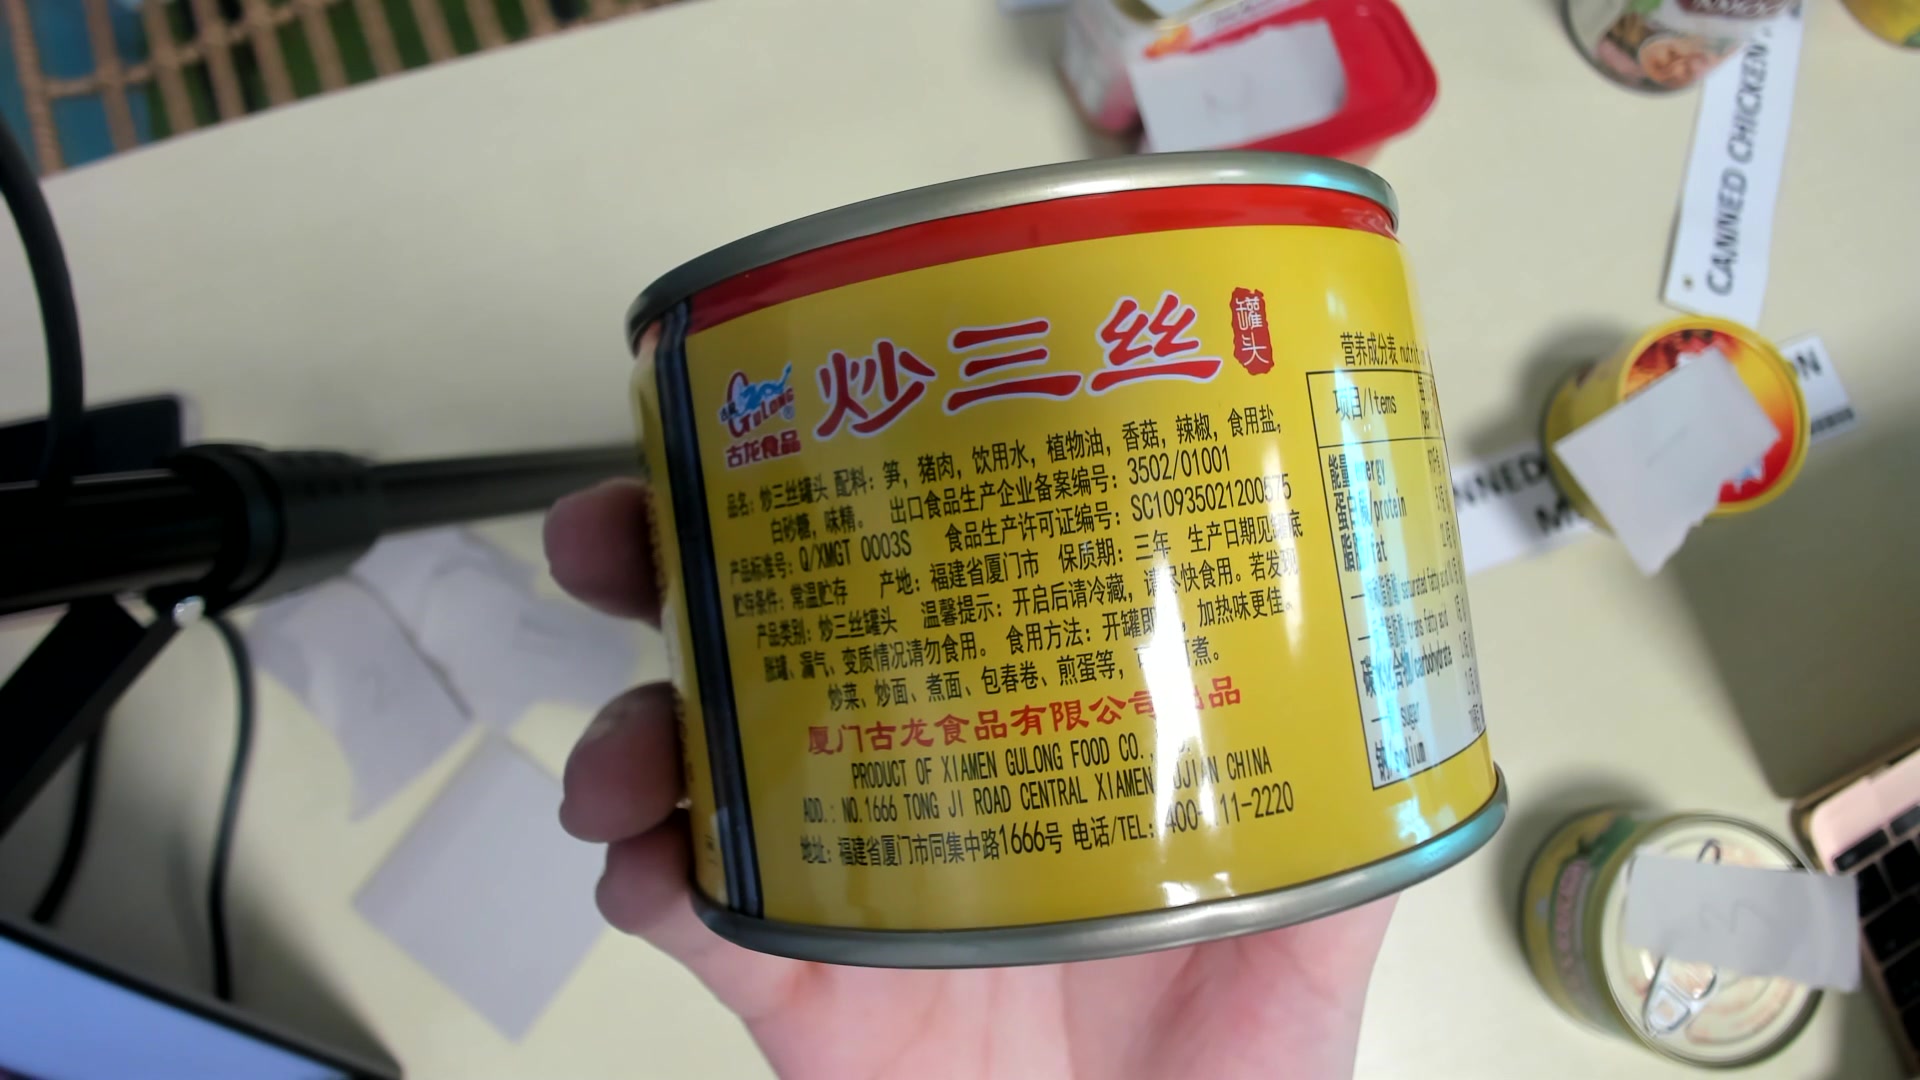 炒三丝
罐头
古龙
GULONG®
古龙食品
品名：炒三丝罐头 配料：笋，猪肉，饮用水，植物油，香菇，辣椒，食用盐，
白砂糖，味精。 出口食品生产企业备案编号：3502/01001
产品标准号：Q/XMGT 0003S 食品生产许可证编号：SC10935021200575
贮存条件：常温贮存 产地：福建省厦门市 保质期：三年 生产日期见罐底
产品类别：炒三丝罐头 温馨提示：开启后请冷藏，请尽快食用。若发现
胀罐、漏气、变质情况请勿食用。 食用方法：开罐即，加热味更佳。
炒菜、炒面、煮面、包春卷、煎蛋等，煮。
厦门古龙食品有限公司出品
PRODUCT OF XIAMEN GULONG FOOD CO.,
ADD.: NO.1666 TONG JI ROAD CENTRAL XIAMEN CHINA
地址：福建省厦门市同集中路1666号 电话/TEL:
营养成分表
项目/Items
能量
蛋白 protein
脂肪
saturated fatty acid
trans fatty acid
carbohydrate
sugar
钠
CANNED CHICKEN